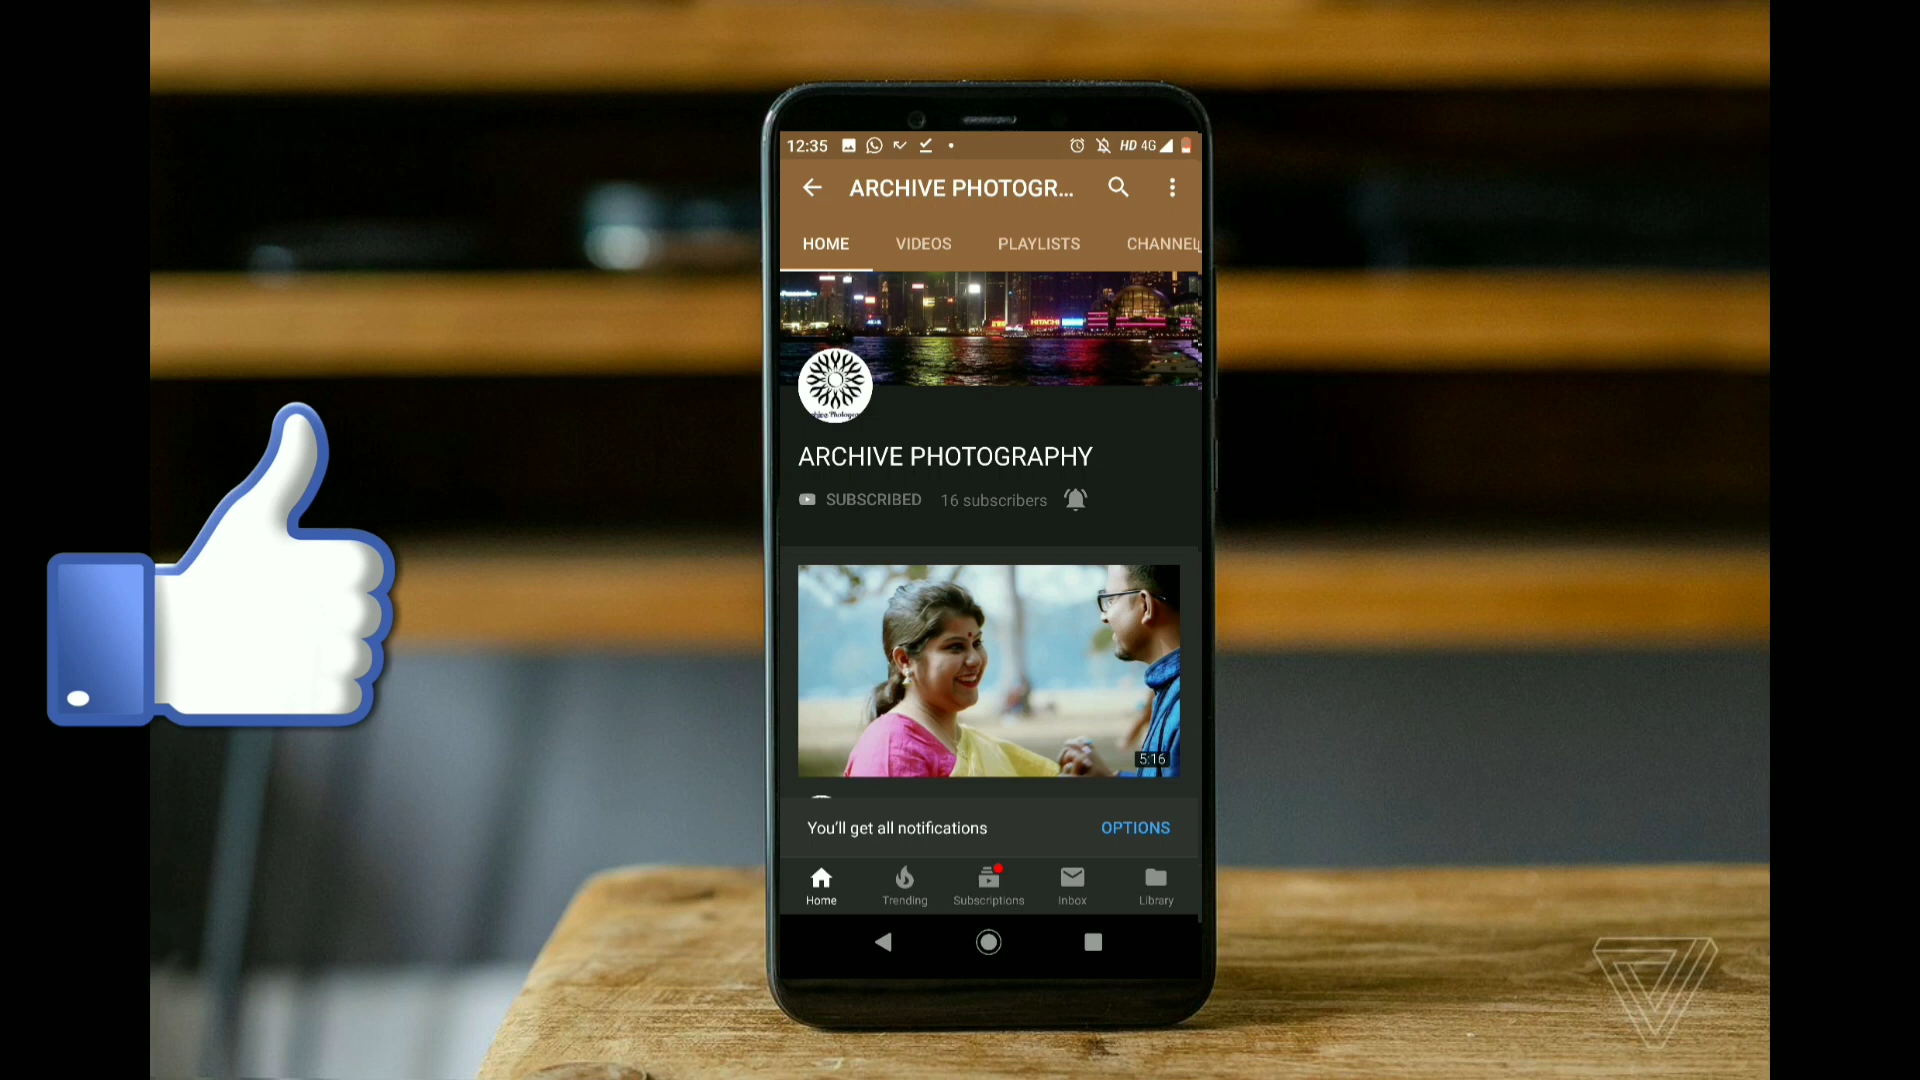 12:35 HD 4G
ARCHIVE PHOTOGR...
HOME VIDEOS PLAYLISTS CHANNEL
HITACHI
ARCHIVE PHOTOGRAPHY
SUBSCRIBED 16 subscribers
5:16
You'll get all notifications OPTIONS
Home Trending Subscriptions Inbox Library